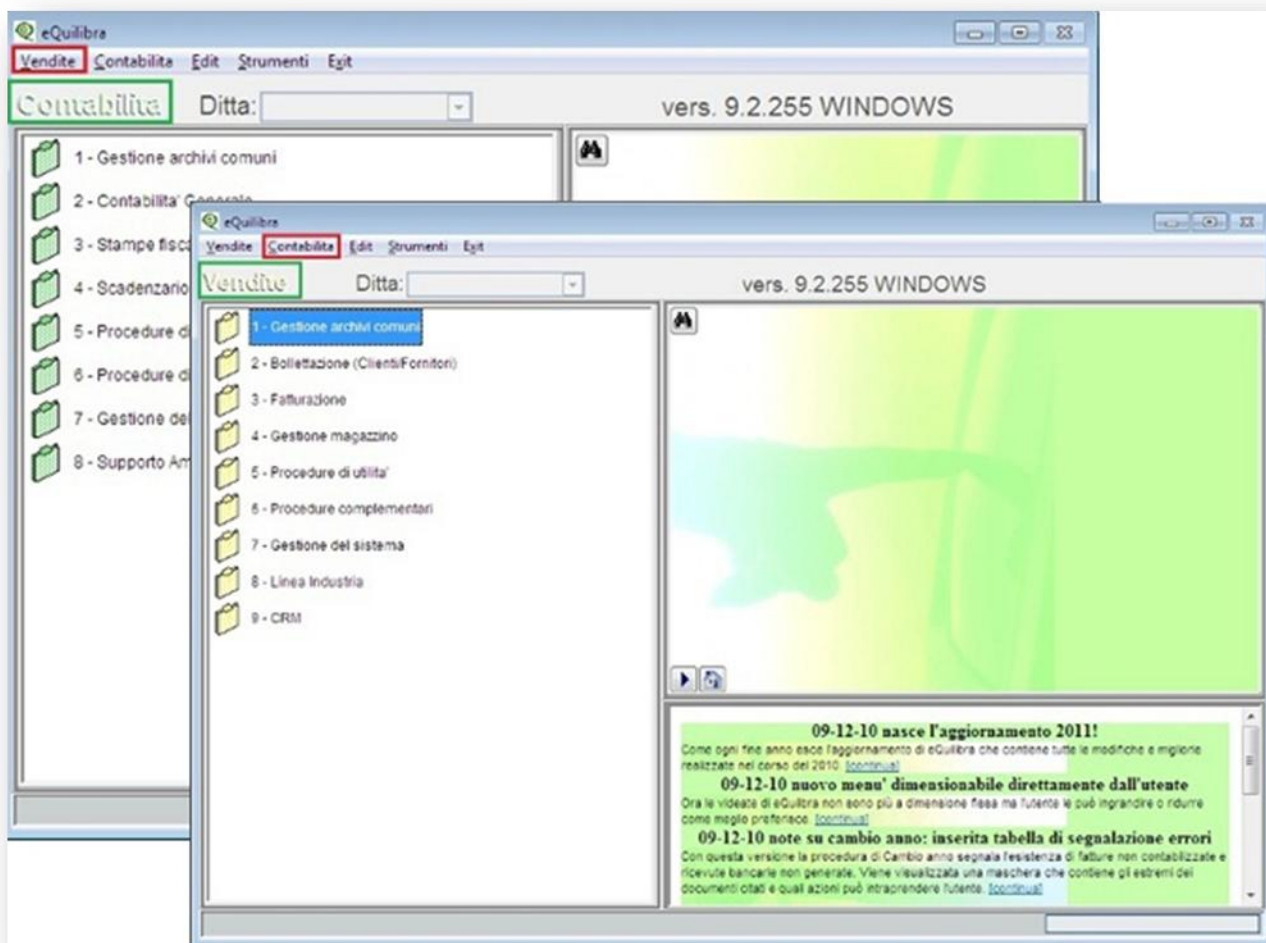 eQuilibra
Vendite Contabilita Edit Strumenti Exit
Contabilita Ditta: vers. 9.2.255 WINDOWS
1 - Gestione archivi comuni
2 - Contabilita' Generale
3 - Stampe fisca
4 - Scadenzario
5 - Procedure di
6 - Procedure di
7 - Gestione del
8 - Supporto Am
eQuilibra
Vendite Contabilita Edit Strumenti Exit
Vendite Ditta: vers. 9.2.255 WINDOWS
1 - Gestione archivi comuni
2 - Bollettazione (Clienti/Fornitori)
3 - Fatturazione
4 - Gestione magazzino
5 - Procedure di utilita'
6 - Procedure complementari
7 - Gestione del sistema
8 - Linea Industria
9 - CRM
09-12-10 nasce l'aggiornamento 2011!
Come ogni fine anno esce l'aggiornamento di eQuilibra che contiene tutte le modifiche e migliorie
realizzate nel corso del 2010. [continua]
09-12-10 nuovo menu' dimensionabile direttamente dall'utente
Ora le videate di eQuilibra non sono più a dimensione fissa ma l'utente le può ingrandire o ridurre
come meglio preferisce. [continua]
09-12-10 note su cambio anno: inserita tabella di segnalazione errori
Con questa versione la procedura di Cambio anno segnala l'esistenza di fatture non contabilizzate e
ricevute bancarie non generate. Viene visualizzata una maschera che contiene gli estremi dei
documenti citati e quali azioni può intraprendere l'utente. [continua]